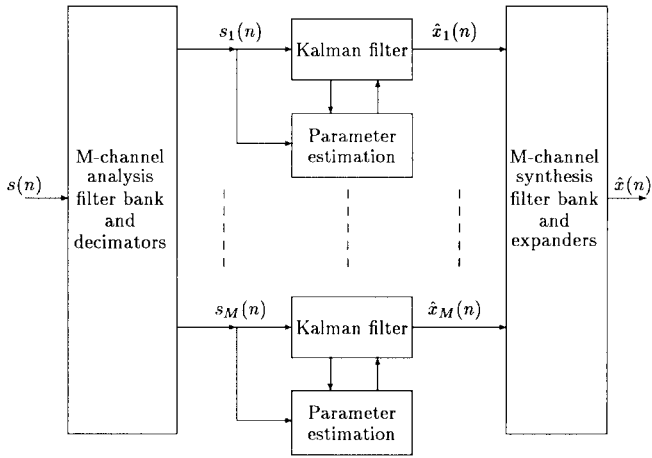 s(n)
M-channel
analysis
filter bank
and
decimators
s₁(n)
Kalman filter
x̂₁(n)
Parameter
estimation
s_M(n)
Kalman filter
x̂_M(n)
Parameter
estimation
M-channel
synthesis
filter bank
and
expanders
x̂(n)